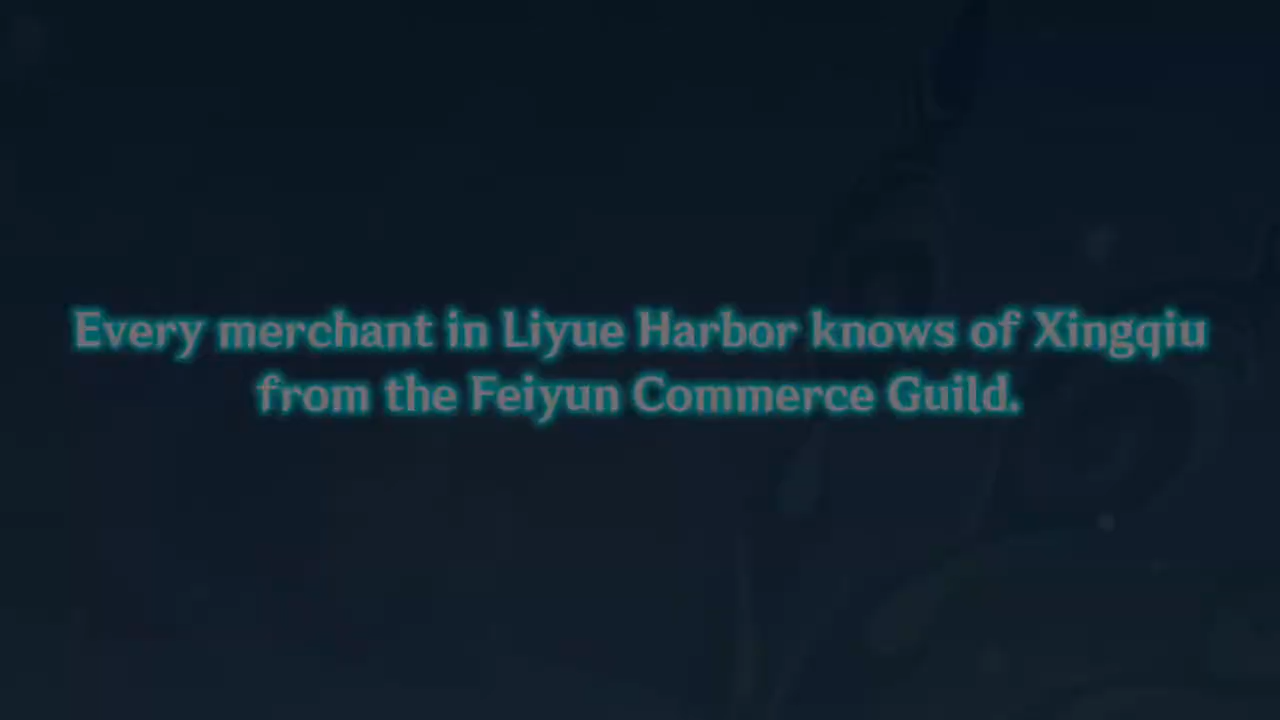 Every merchant in Liyue Harbor knows of Xingqiu
from the Feiyun Commerce Guild.